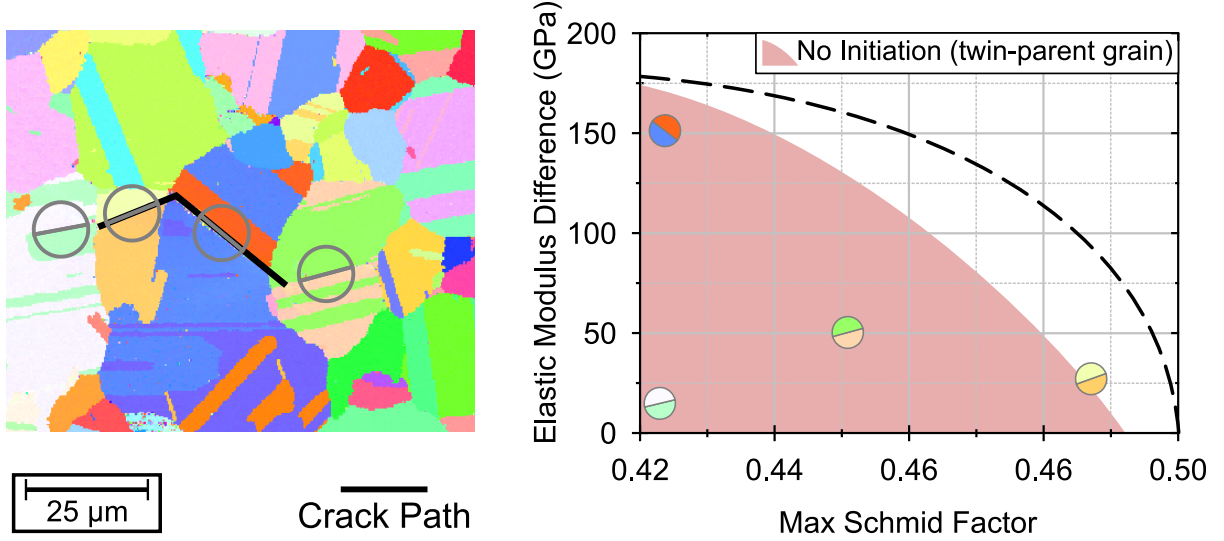 25 µm
Crack Path
Elastic Modulus Difference (GPa)
200
150
100
50
0
No Initiation (twin-parent grain)
0.42
0.44
0.46
0.46
0.50
Max Schmid Factor